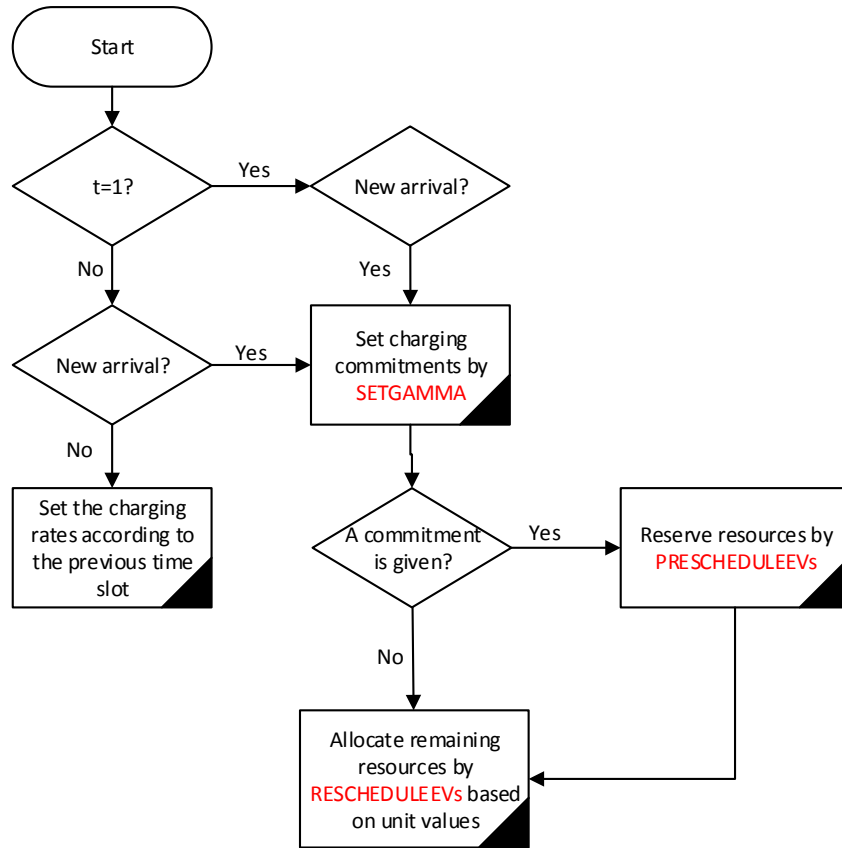 Start
t=1?
Yes
New arrival?
No
Yes
New arrival?
Yes
Set charging
commitments by
SETGAMMA
No
Set the charging
rates according to
the previous time
slot
A commitment
is given?
Yes
Reserve resources by
PRESCHEDULEEVs
No
Allocate remaining
resources by
RESCHEDULEEVs based
on unit values